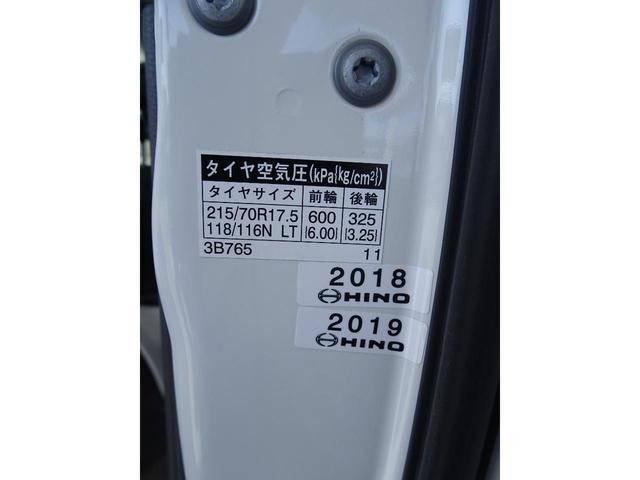 タイヤ空気圧(kPa{kg/cm²})
タイヤサイズ 前輪 後輪
215/70R17.5 600 325
118/116N LT {6.00} {3.25}
3B765 11
2018
HINO
2019
HINO